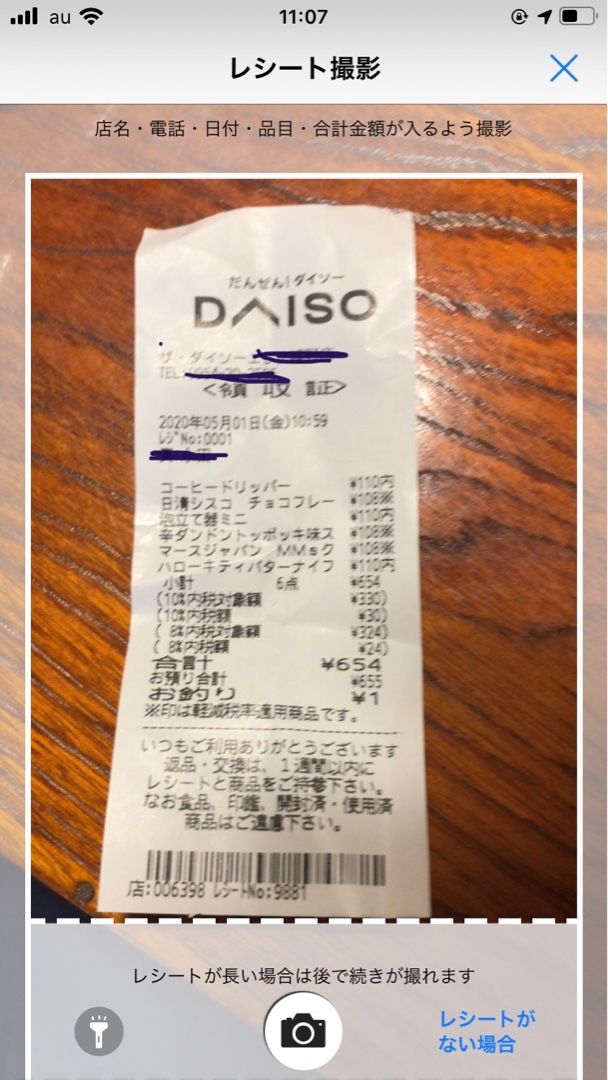 au 11:07
レシート撮影
店名・電話・日付・品目・合計金額が入るよう撮影
だんぜん!ダイソー
DAISO
ザ・ダイソー
TEL:
<領収証>
2020年05月01日(金)10:59
レジNo:0001
コーヒードリッパー ¥110内
日清シスコ チョコフレー ¥108※
泡立て器ミニ ¥110内
辛ダンドントッポッキ味ス ¥108※
マースジャパン MMsク ¥108※
ハローキティバターナイフ ¥110内
小計 6点 ¥654
(10%内税対象額 ¥330)
(10%内税額 ¥30)
( 8%内税対象額 ¥324)
( 8%内税額 ¥24)
合計 ¥654
お預り合計 ¥655
お釣り ¥1
※印は軽減税率適用商品です。
いつもご利用ありがとうございます
返品・交換は、1週間以内に
レシートと商品をご持参下さい。
なお食品、印鑑、開封済・使用済
商品はご遠慮下さい。
店:006398 レシートNo:9881
レシートが長い場合は後で続きが撮れます
レシートが
ない場合